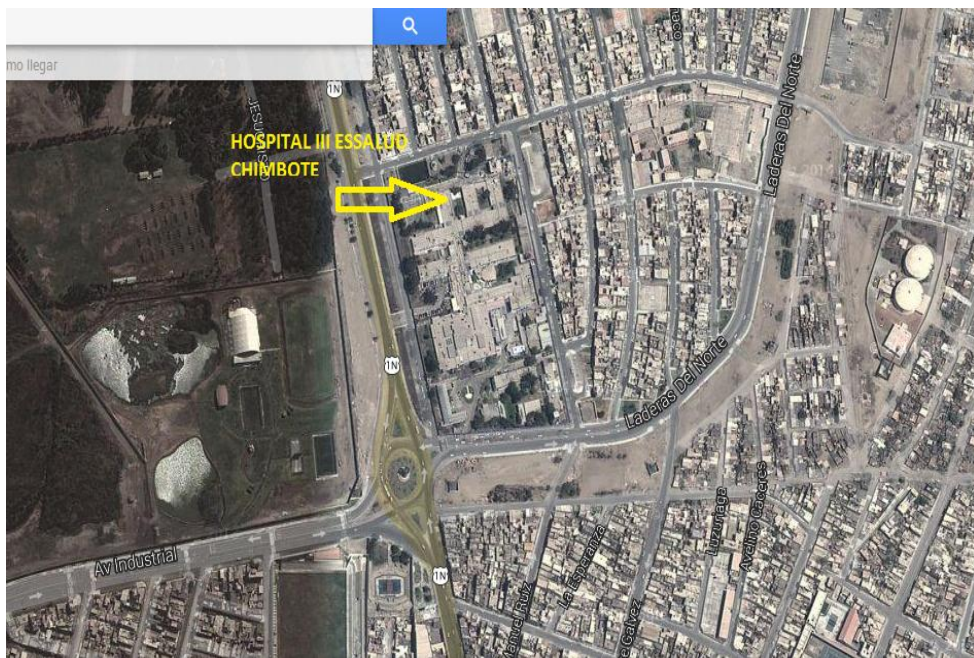 mo llegar
1N
HOSPITAL III ESSALUD
CHIMBOTE
Laderas Del Norte
1N
Laderas Del Norte
Av Industrial
1N
Manuel Ruiz
La Esperanza
Galvez
Luzuriaga
Avelino caceres